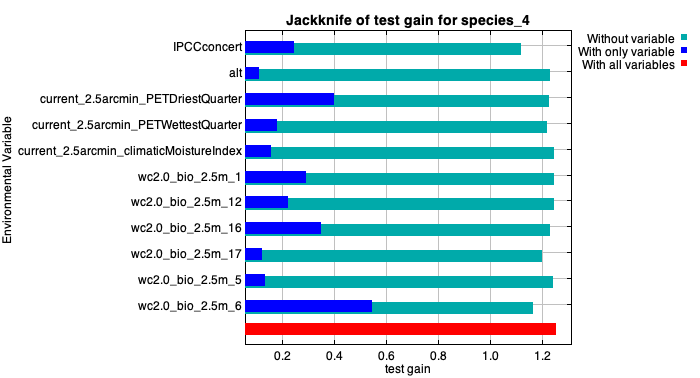 Jackknife of test gain for species_4
Without variable
With only variable
With all variables
Environmental Variable
IPCCconcert
alt
current_2.5arcmin_PETDriestQuarter
current_2.5arcmin_PETWettestQuarter
current_2.5arcmin_climaticMoistureIndex
wc2.0_bio_2.5m_1
wc2.0_bio_2.5m_12
wc2.0_bio_2.5m_16
wc2.0_bio_2.5m_17
wc2.0_bio_2.5m_5
wc2.0_bio_2.5m_6
0.2 0.4 0.6 0.8 1.0 1.2
test gain